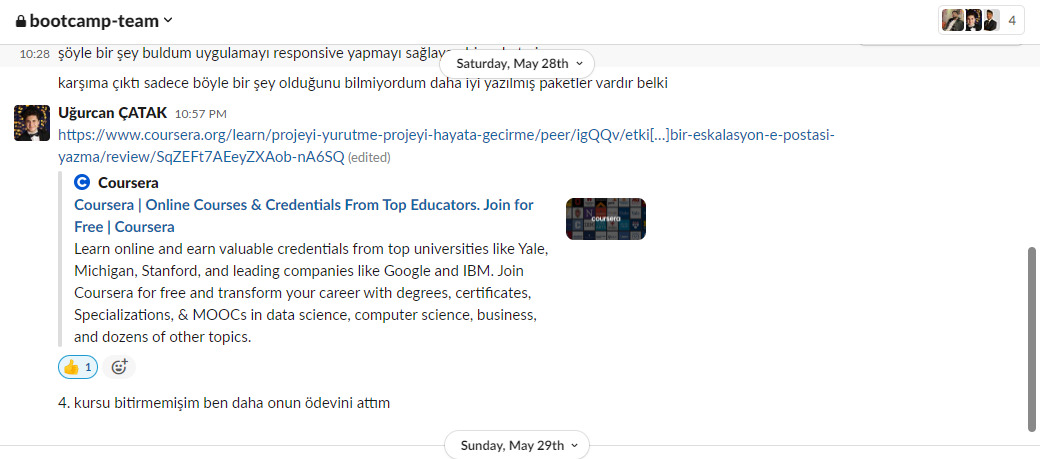 bootcamp-team
4
10:28 şöyle bir şey buldum uygulamayı responsive yapmayı
Saturday, May 28th
karşıma çıktı sadece böyle bir şey olduğunu bilmiyordum daha iyi yazılmış paketler vardır belki
Uğurcan ÇATAK 10:57 PM
https://www.coursera.org/learn/projeyi-yurutme-projeyi-hayata-gecirme/peer/igQQv/etki[...]bir-eskalasyon-e-postasi-
yazma/review/SqZEFt7AEeyZXAob-nA6SQ (edited)
Coursera
Coursera | Online Courses & Credentials From Top Educators. Join for
Free | Coursera
coursera
Learn online and earn valuable credentials from top universities like Yale,
Michigan, Stanford, and leading companies like Google and IBM. Join
Coursera for free and transform your career with degrees, certificates,
Specializations, & MOOCs in data science, computer science, business,
and dozens of other topics.
1
4. kursu bitirmemişim ben daha onun ödevini attım
Sunday, May 29th